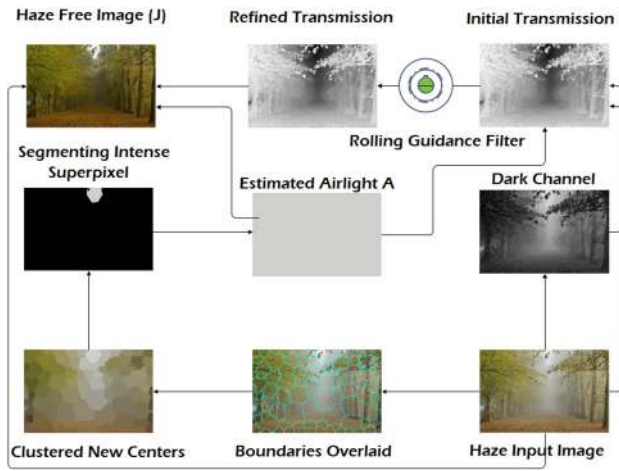 Haze Free Image (J)
Refined Transmission
Initial Transmission
Rolling Guidance Filter
Segmenting Intense
Superpixel
Estimated Airlight A
Dark Channel
Clustered New Centers
Boundaries Overlaid
Haze Input Image